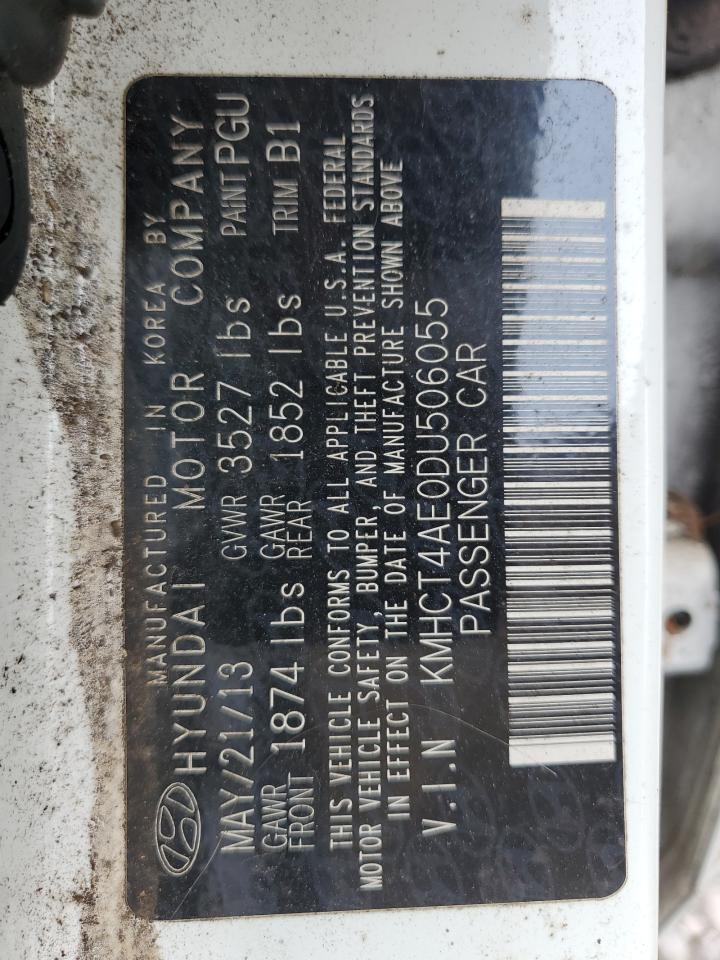 MANUFACTURED IN KOREA BY
HYUNDAI MOTOR COMPANY
MAY/21/13 GVWR 3527 lbs PAINT PGU
GAWR FRONT 1874 lbs GAWR REAR 1852 lbs TRIM B1
THIS VEHICLE CONFORMS TO ALL APPLICABLE U.S.A. FEDERAL
MOTOR VEHICLE SAFETY, BUMPER, AND THEFT PREVENTION STANDARDS
IN EFFECT ON THE DATE OF MANUFACTURE SHOWN ABOVE
V.I.N KMHCT4AE0DU506055
PASSENGER CAR